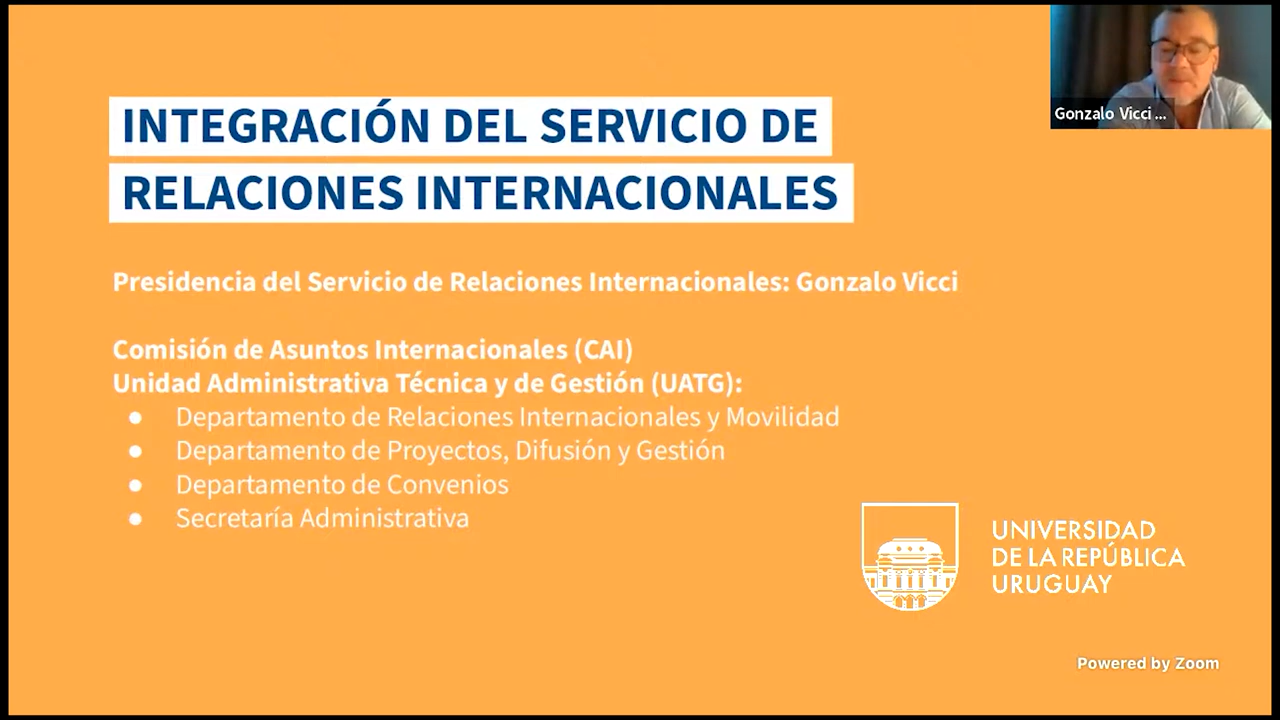 INTEGRACIÓN DEL SERVICIO DE
RELACIONES INTERNACIONALES
Gonzalo Vicci ...
Presidencia del Servicio de Relaciones Internacionales: Gonzalo Vicci
Comisión de Asuntos Internacionales (CAI)
Unidad Administrativa Técnica y de Gestión (UATG):
● Departamento de Relaciones Internacionales y Movilidad
● Departamento de Proyectos, Difusión y Gestión
● Departamento de Convenios
● Secretaría Administrativa
UNIVERSIDAD
DE LA REPÚBLICA
URUGUAY
Powered by Zoom